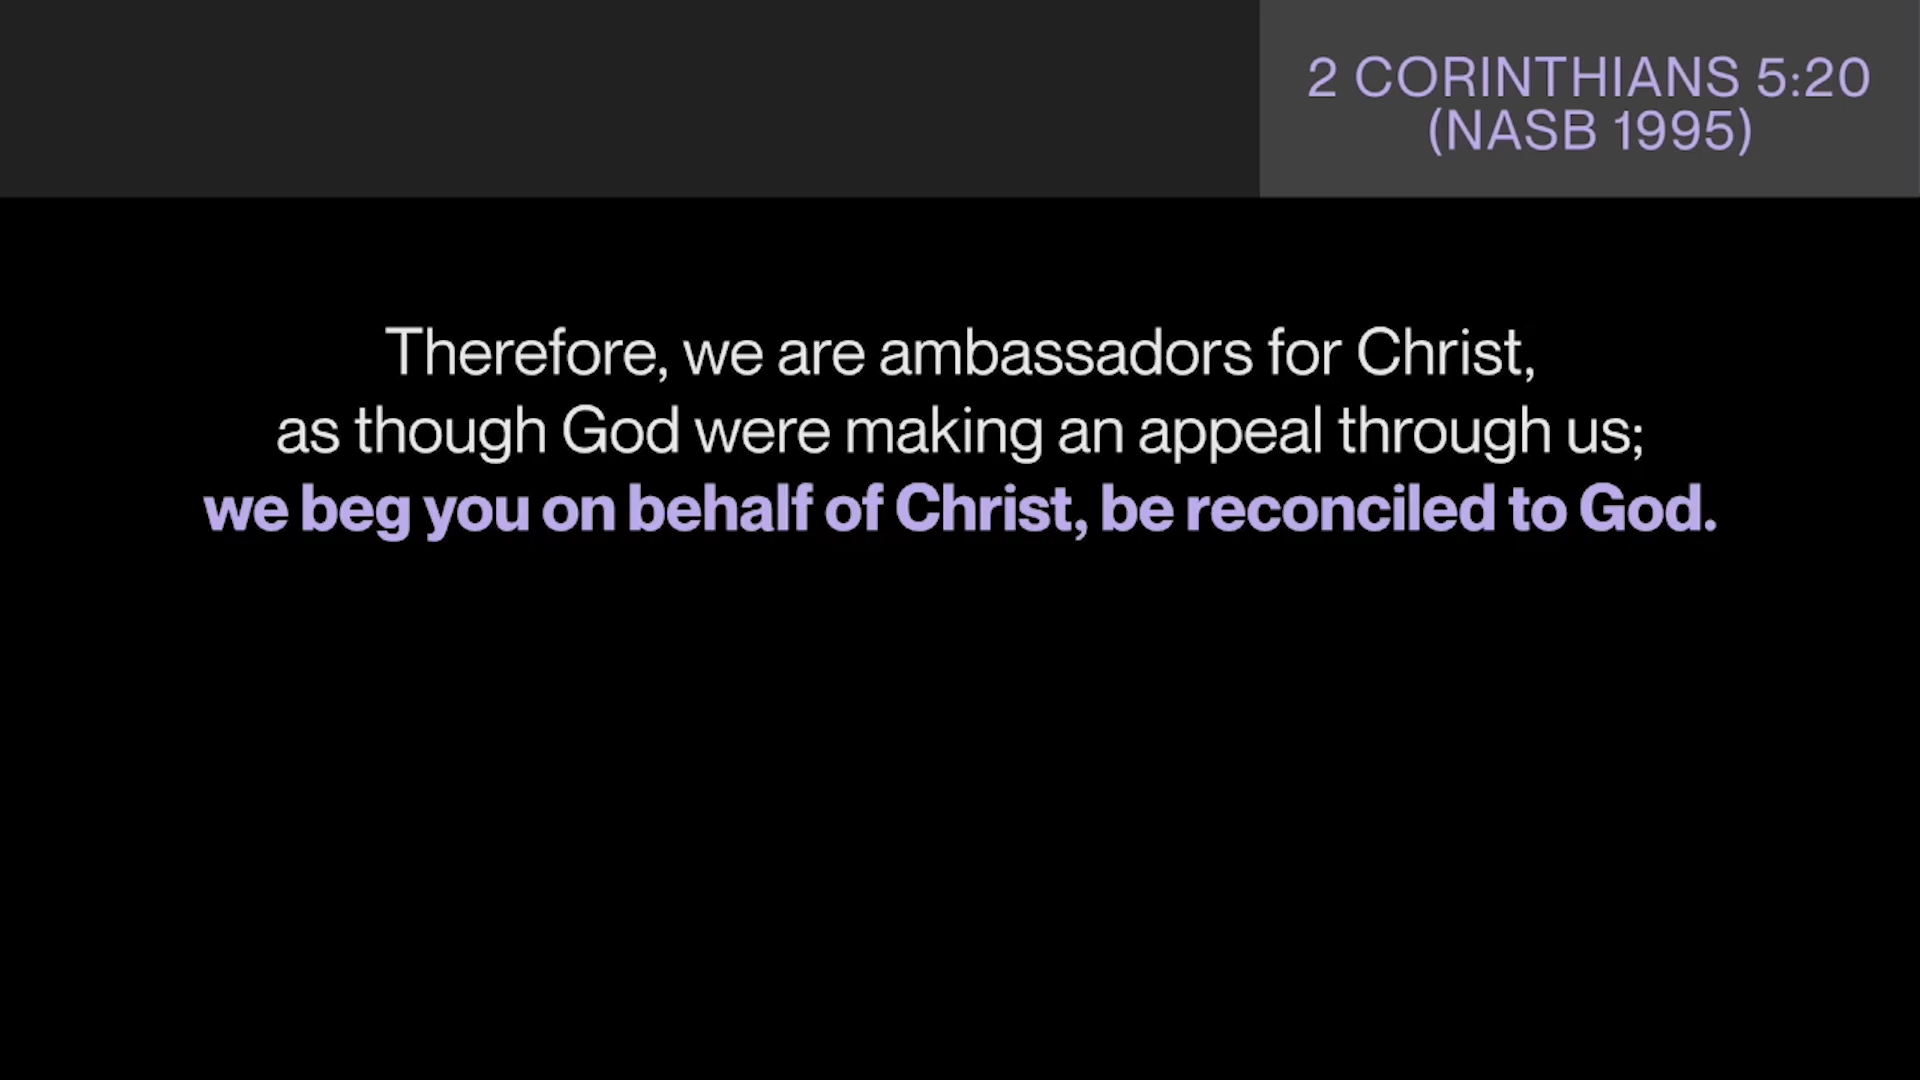 2 CORINTHIANS 5:20
(NASB 1995)
Therefore, we are ambassadors for Christ,
as though God were making an appeal through us;
we beg you on behalf of Christ, be reconciled to God.